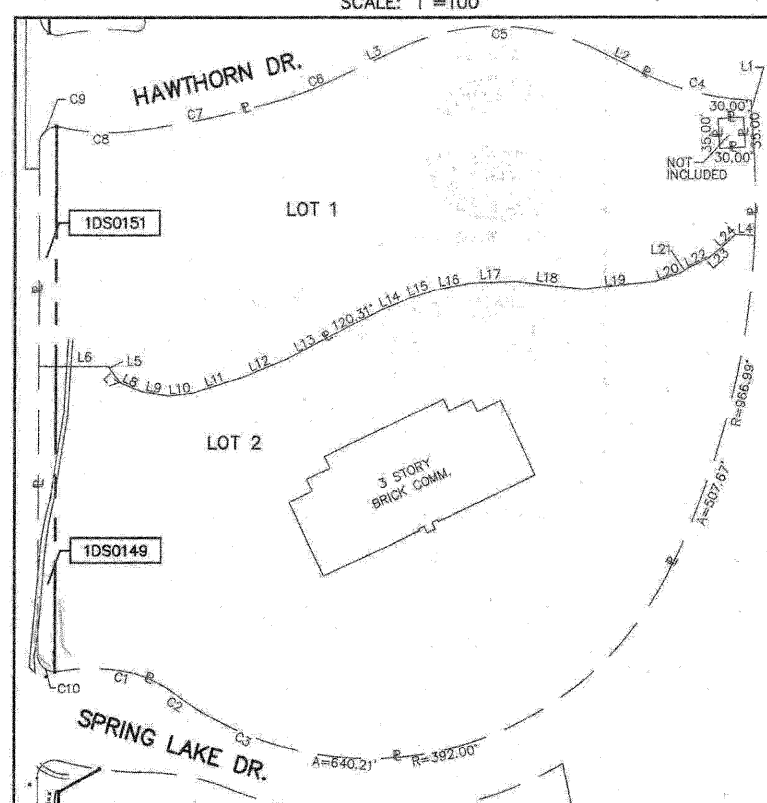 SCALE: 1"=100'
C5
L3
L2
C6
HAWTHORN DR.
C4
L1
C9
C7
C8
30.00'
35.00'
35.00'
30.00'
NOT
INCLUDED
LOT 1
1DS0151
L24
L4
L21
L22
L23
L20
L19
L18
L17
L16
L15
L14
120.31'
L13
L12
L11
L10
L9
L8
L5
L6
R=966.99'
LOT 2
3 STORY
BRICK COMM.
A=507.67'
1DS0149
C10
C1
C2
C3
SPRING LAKE DR.
A=640.21'
R=392.00'